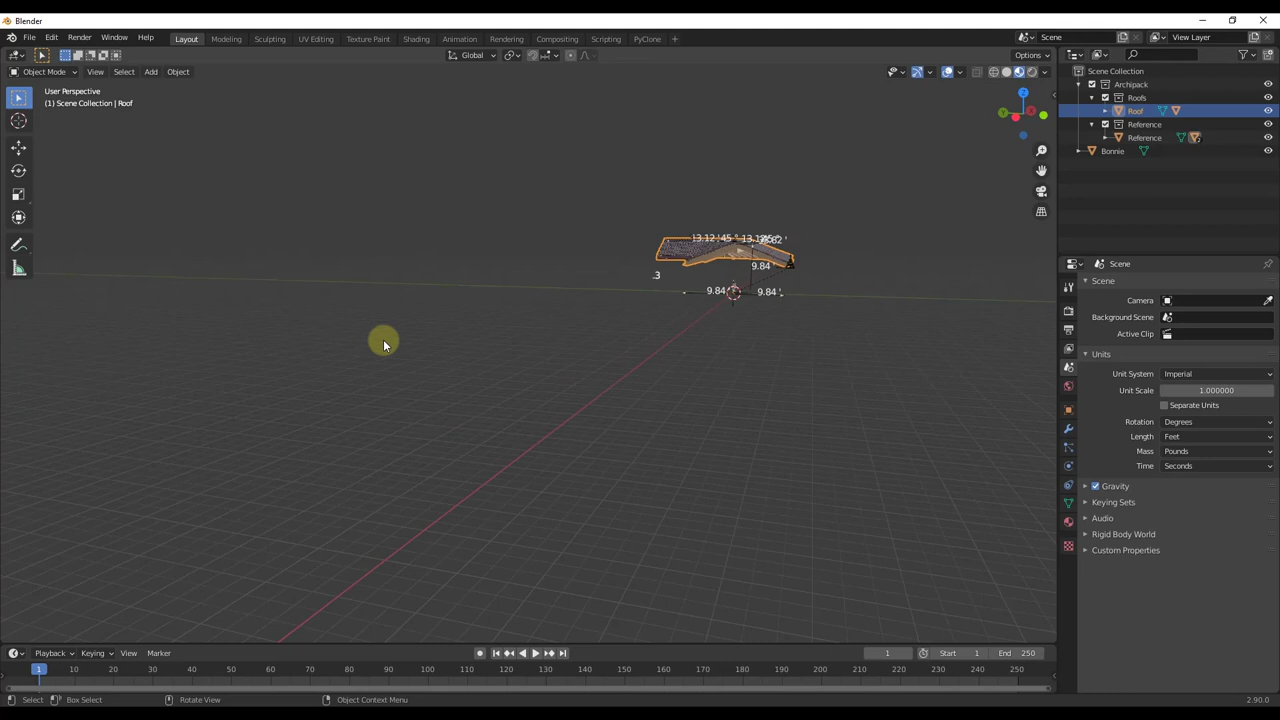 Blender
File Edit Render Window Help Layout Modeling Sculpting UV Editing Texture Paint Shading Animation Rendering Compositing Scripting PyClone + Scene View Layer
Global Options
Object Mode View Select Add Object
User Perspective
(1) Scene Collection | Roof
Z
Y
X
9.84 '
9.84 '
9.84 '
.3
Scene Collection
Archipack
Roofs
Roof
Reference
Reference
Bonnie
Scene
Scene
Camera
Background Scene
Active Clip
Units
Unit System Imperial
Unit Scale 1.000000
Separate Units
Rotation Degrees
Length Feet
Mass Pounds
Time Seconds
Gravity
Keying Sets
Audio
Rigid Body World
Custom Properties
Playback Keying View Marker 1 Start 1 End 250
1 10 20 30 40 50 60 70 80 90 100 110 120 130 140 150 160 170 180 190 200 210 220 230 240 250
Select Box Select Rotate View Object Context Menu 2.90.0